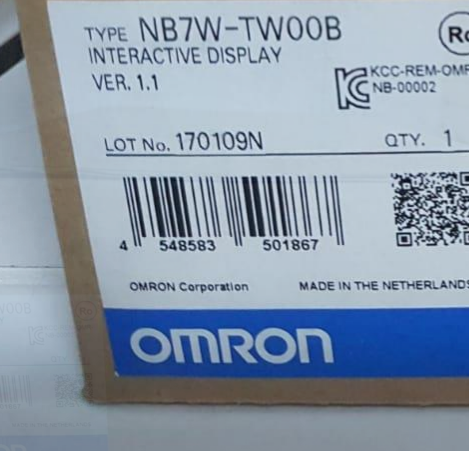 TYPE NB7W-TW00B
INTERACTIVE DISPLAY
VER. 1.1
KCC-REM-OMR
NB-00002
LOT No. 170109N QTY. 1
4 548583 501867
OMRON Corporation MADE IN THE NETHERLANDS
OMRON